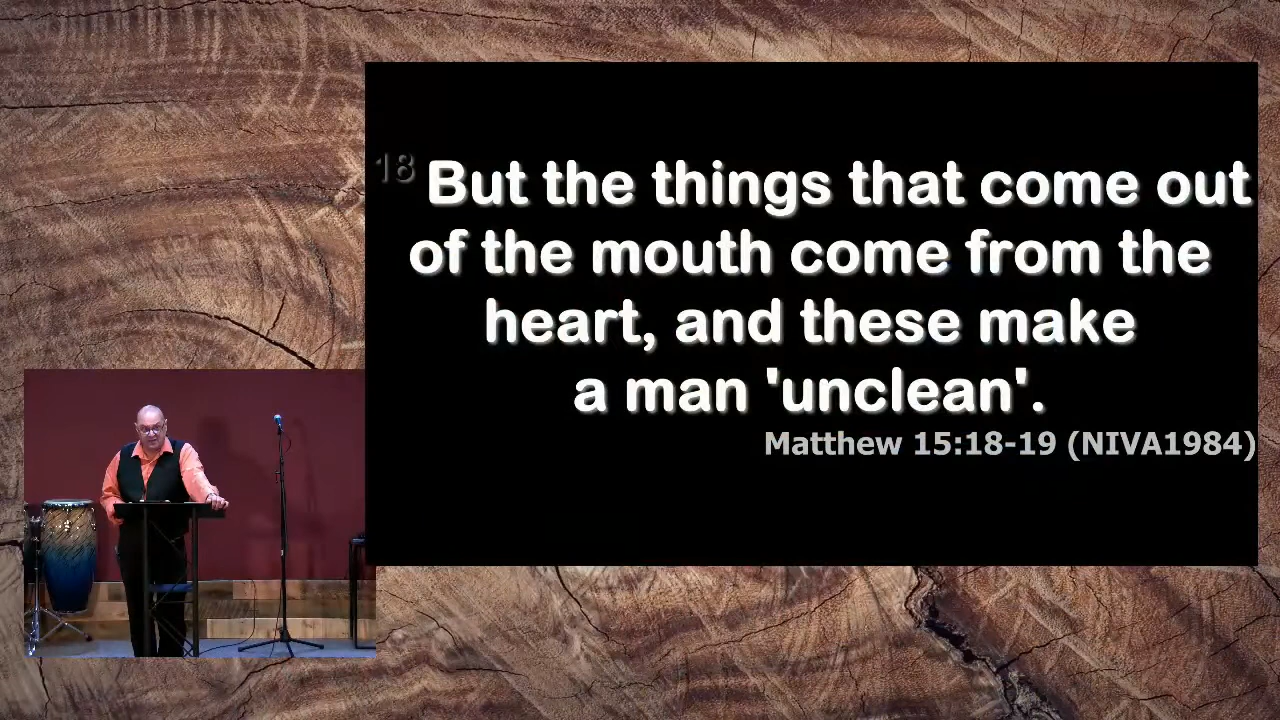 18 But the things that come out
of the mouth come from the
heart, and these make
a man 'unclean'.
Matthew 15:18-19 (NIVA1984)